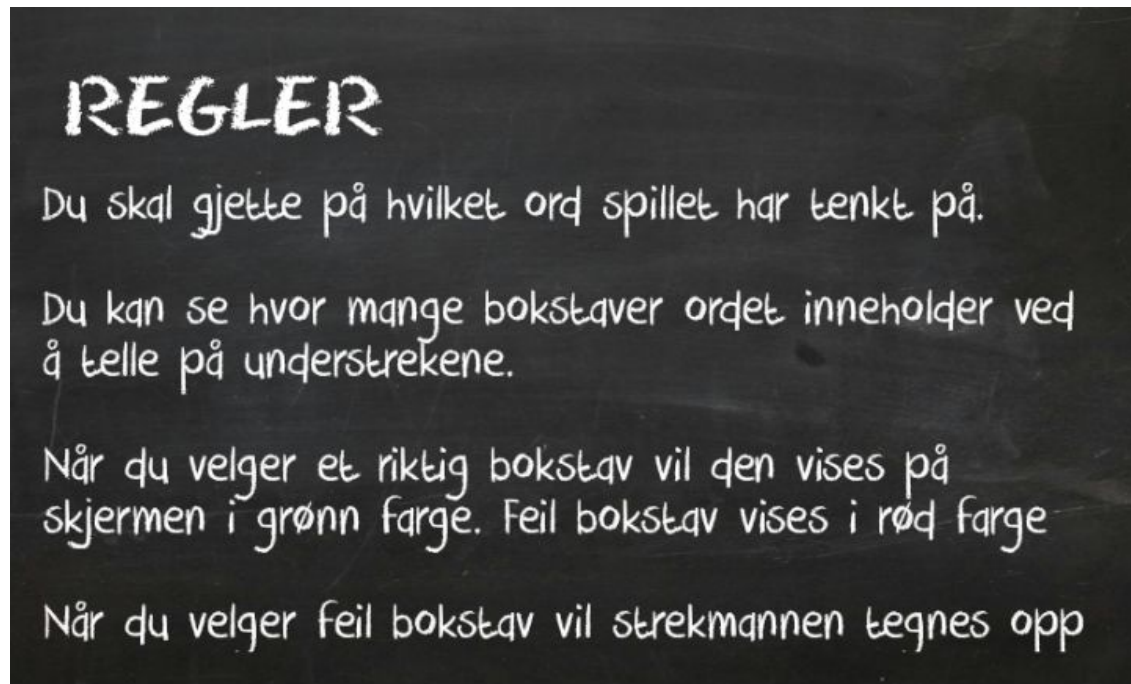 REGLER
Du skal gjette på hvilket ord spillet har tenkt på.
Du kan se hvor mange bokstaver ordet inneholder ved
å telle på understrekene.
Når du velger et riktig bokstav vil den vises på
skjermen i grønn farge. Feil bokstav vises i rød farge
Når du velger feil bokstav vil strekmannen tegnes opp